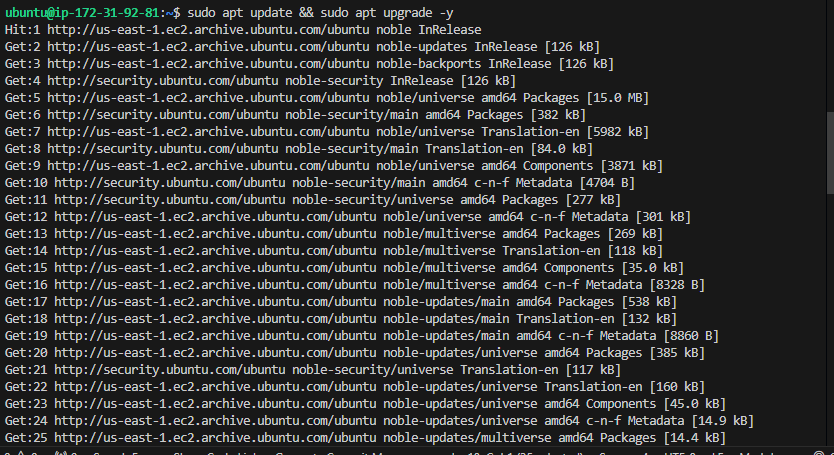 ubuntu@ip-172-31-92-81:~$ sudo apt update && sudo apt upgrade -y
Hit:1 http://us-east-1.ec2.archive.ubuntu.com/ubuntu noble InRelease
Get:2 http://us-east-1.ec2.archive.ubuntu.com/ubuntu noble-updates InRelease [126 kB]
Get:3 http://us-east-1.ec2.archive.ubuntu.com/ubuntu noble-backports InRelease [126 kB]
Get:4 http://security.ubuntu.com/ubuntu noble-security InRelease [126 kB]
Get:5 http://us-east-1.ec2.archive.ubuntu.com/ubuntu noble/universe amd64 Packages [15.0 MB]
Get:6 http://security.ubuntu.com/ubuntu noble-security/main amd64 Packages [382 kB]
Get:7 http://us-east-1.ec2.archive.ubuntu.com/ubuntu noble/universe Translation-en [5982 kB]
Get:8 http://security.ubuntu.com/ubuntu noble-security/main Translation-en [84.0 kB]
Get:9 http://us-east-1.ec2.archive.ubuntu.com/ubuntu noble/universe amd64 Components [3871 kB]
Get:10 http://security.ubuntu.com/ubuntu noble-security/main amd64 c-n-f Metadata [4704 B]
Get:11 http://security.ubuntu.com/ubuntu noble-security/universe amd64 Packages [277 kB]
Get:12 http://us-east-1.ec2.archive.ubuntu.com/ubuntu noble/universe amd64 c-n-f Metadata [301 kB]
Get:13 http://us-east-1.ec2.archive.ubuntu.com/ubuntu noble/multiverse amd64 Packages [269 kB]
Get:14 http://us-east-1.ec2.archive.ubuntu.com/ubuntu noble/multiverse Translation-en [118 kB]
Get:15 http://us-east-1.ec2.archive.ubuntu.com/ubuntu noble/multiverse amd64 Components [35.0 kB]
Get:16 http://us-east-1.ec2.archive.ubuntu.com/ubuntu noble/multiverse amd64 c-n-f Metadata [8328 B]
Get:17 http://us-east-1.ec2.archive.ubuntu.com/ubuntu noble-updates/main amd64 Packages [538 kB]
Get:18 http://us-east-1.ec2.archive.ubuntu.com/ubuntu noble-updates/main Translation-en [132 kB]
Get:19 http://us-east-1.ec2.archive.ubuntu.com/ubuntu noble-updates/main amd64 c-n-f Metadata [8860 B]
Get:20 http://us-east-1.ec2.archive.ubuntu.com/ubuntu noble-updates/universe amd64 Packages [385 kB]
Get:21 http://security.ubuntu.com/ubuntu noble-security/universe Translation-en [117 kB]
Get:22 http://us-east-1.ec2.archive.ubuntu.com/ubuntu noble-updates/universe Translation-en [160 kB]
Get:23 http://us-east-1.ec2.archive.ubuntu.com/ubuntu noble-updates/universe amd64 Components [45.0 kB]
Get:24 http://us-east-1.ec2.archive.ubuntu.com/ubuntu noble-updates/universe amd64 c-n-f Metadata [14.9 kB]
Get:25 http://us-east-1.ec2.archive.ubuntu.com/ubuntu noble-updates/multiverse amd64 Packages [14.4 kB]